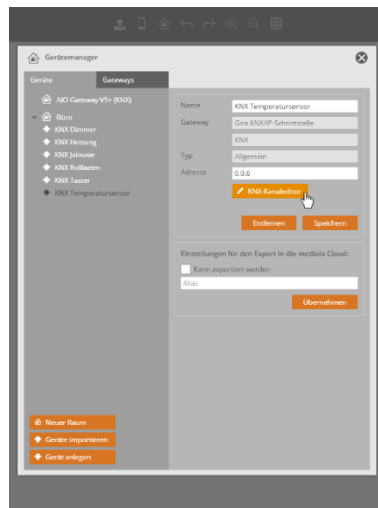 Gerätemanager
Geräte
Gateways
AIO Gateway V5+ (KNX)
Büro
KNX Dimmer
KNX Heizung
KNX Jalousie
KNX Rollladen
KNX Taster
KNX Temperatursensor
Name
KNX Temperatursensor
Gateway
Gira KNX/IP-Schnittstelle
KNX
Typ
Allgemein
Adresse
0.0.6
KNX-Kanaleditor
Entfernen
Speichern
Einstellungen für den Export in die mediola Cloud:
Kann exportiert werden
Alias
Übernehmen
Neuer Raum
Geräte importieren
Gerät anlegen